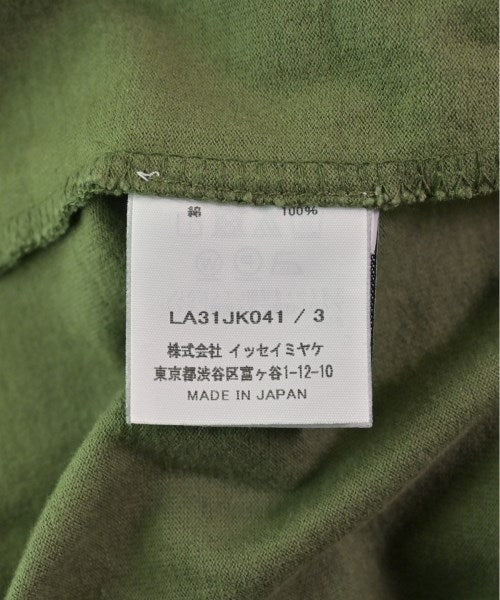 綿 100%
LA31JK041 / 3
株式会社 イッセイミヤケ
東京都渋谷区富ヶ谷1-12-10
MADE IN JAPAN